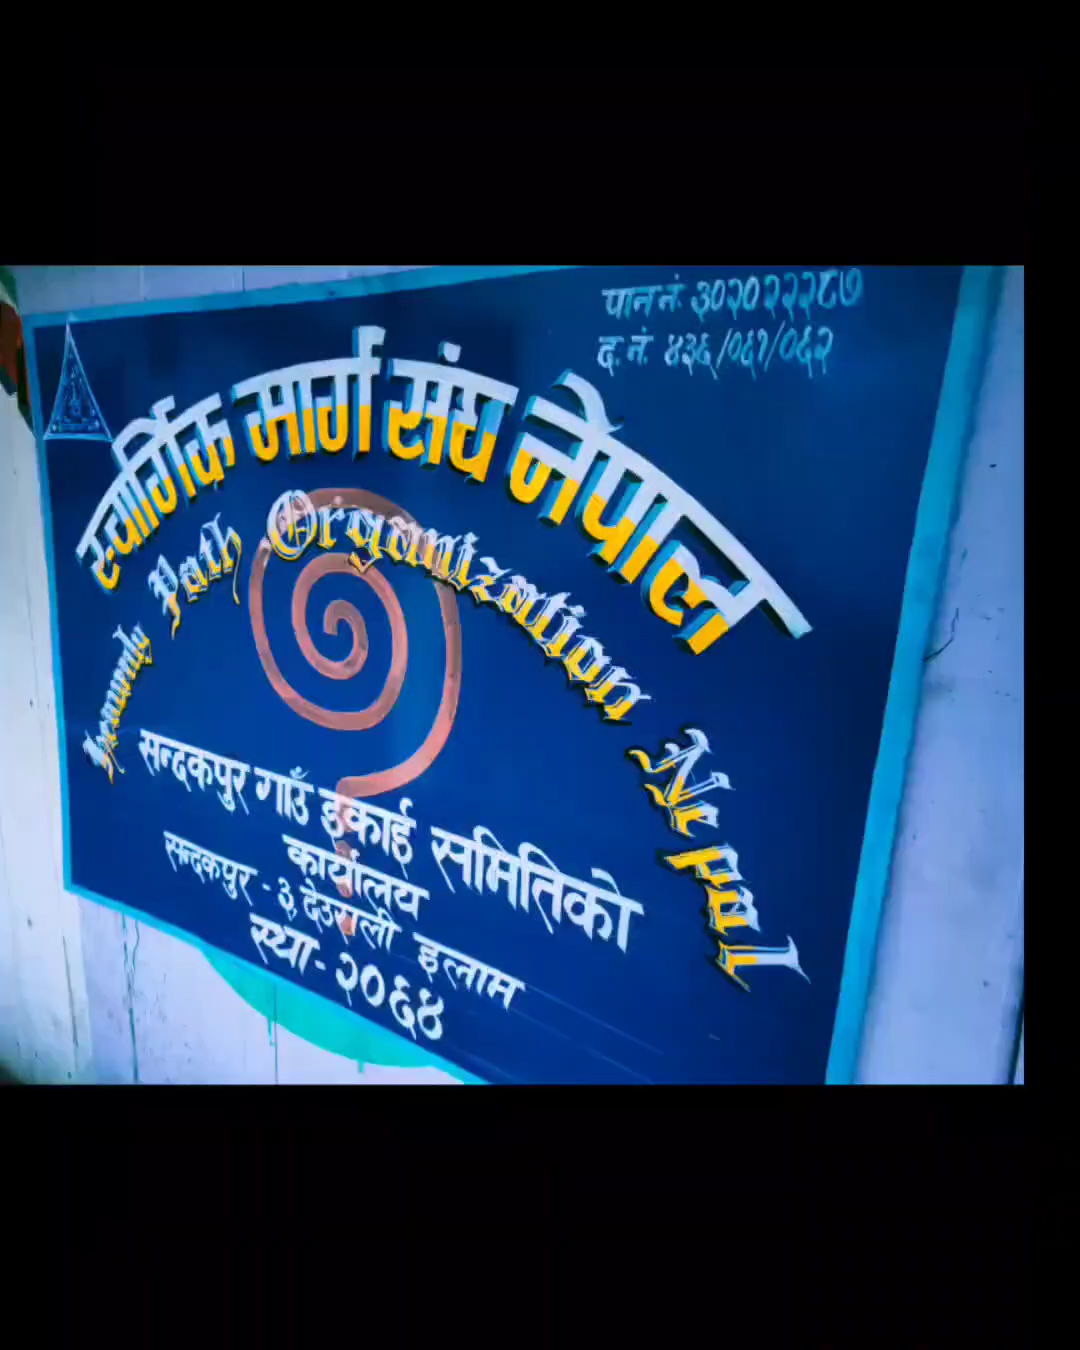 पान नं. ३०२०२२२८७
द. नं. ४३६/०६१/०६२
स्वार्गिक मार्ग संघ नेपाल
Heavenly Path Organization Nepal
सन्दकपुर गाउँ इकाई समितिको
कार्यालय
सन्दकपुर - ३ देउराली इलाम
स्था - २०६४